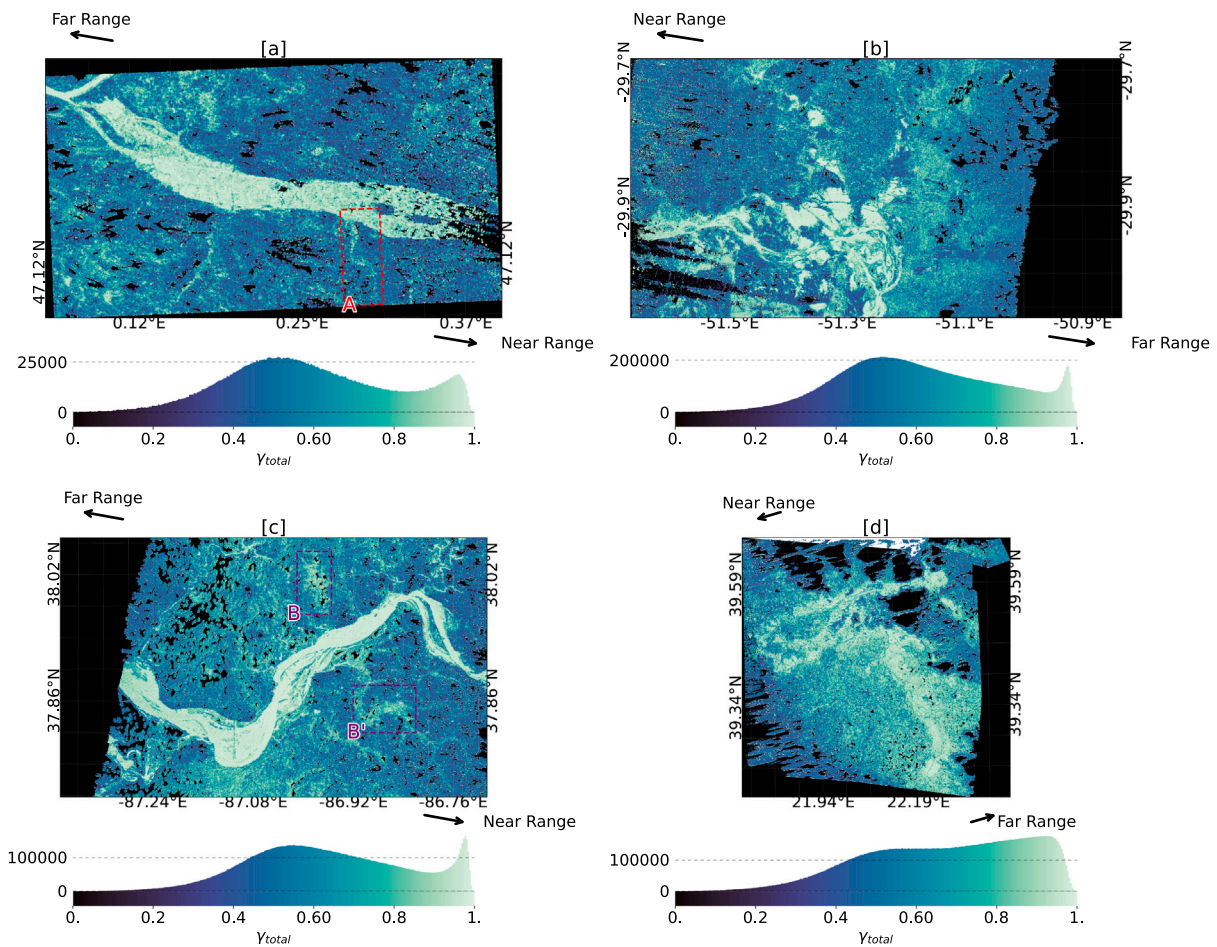 Far Range
[a]
47.12°N
47.12°N
A
0.12°E 0.25°E 0.37°E
Near Range
25000
0
0. 0.2 0.4 0.60 0.8 1.
γtotal
Near Range
[b]
-29.7°N
-29.7°N
-29.9°N
-29.9°N
-51.5°E -51.3°E -51.1°E -50.9°E
Far Range
200000
0
0. 0.2 0.4 0.60 0.8 1.
γtotal
Far Range
[c]
38.02°N
38.02°N
B
37.86°N
37.86°N
B'
-87.24°E -87.08°E -86.92°E -86.76°E
Near Range
100000
0
0. 0.2 0.4 0.60 0.8 1.
γtotal
Near Range
[d]
39.59°N
39.59°N
39.34°N
39.34°N
21.94°E 22.19°E
Far Range
100000
0
0. 0.2 0.4 0.60 0.8 1.
γtotal